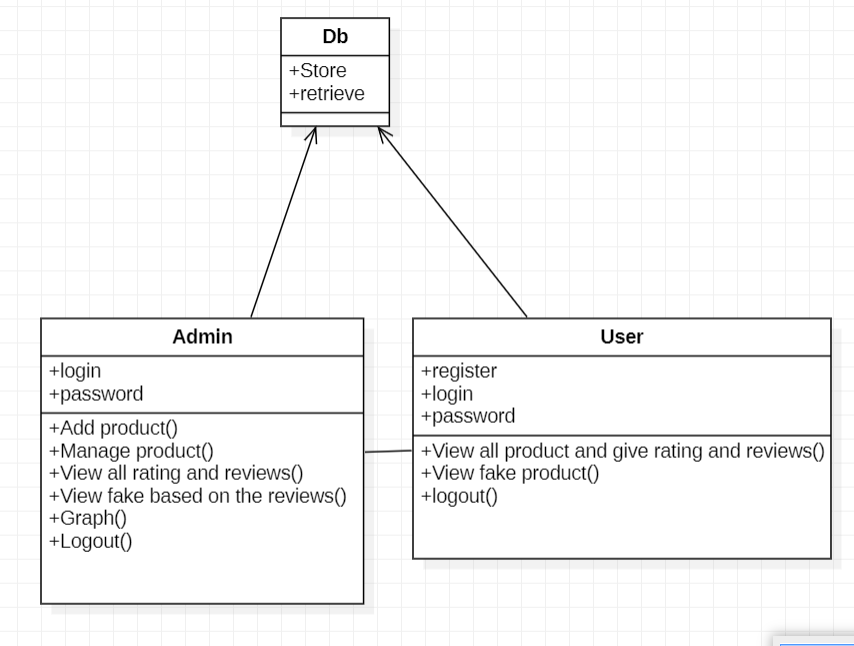 Db
+Store
+retrieve
Admin
+login
+password
+Add product()
+Manage product()
+View all rating and reviews()
+View fake based on the reviews()
+Graph()
+Logout()
User
+register
+login
+password
+View all product and give rating and reviews()
+View fake product()
+logout()